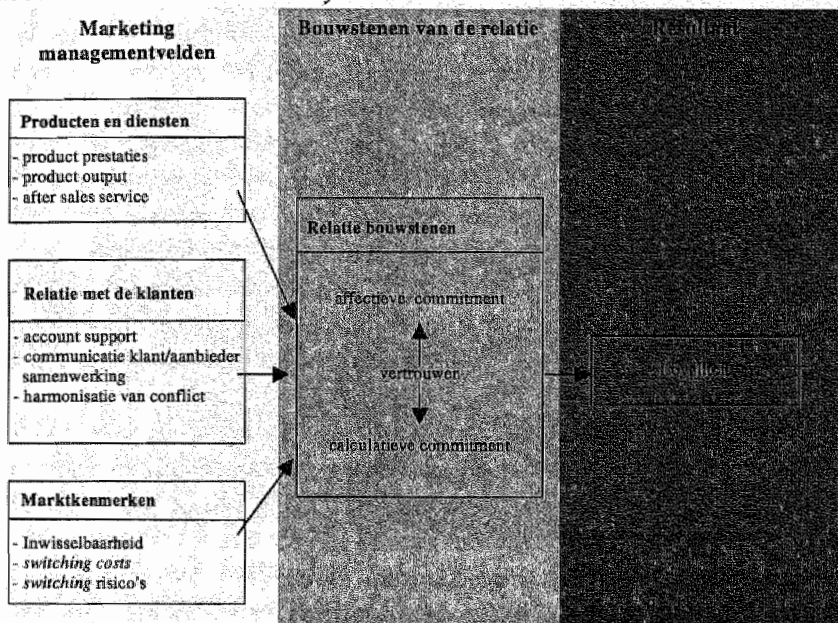 Marketing
managementvelden
Producten en diensten
- product prestaties
- product output
- after sales service
Relatie met de klanten
- account support
- communicatie klant/aanbieder
samenwerking
- harmonisatie van conflict
Marktkenmerken
- Inwisselbaarheid
- switching costs
- switching risico's
Bouwstenen van de relatie
Relatie bouwstenen
affectieve commitment
vertrouwen
calculatieve commitment
Resultaat